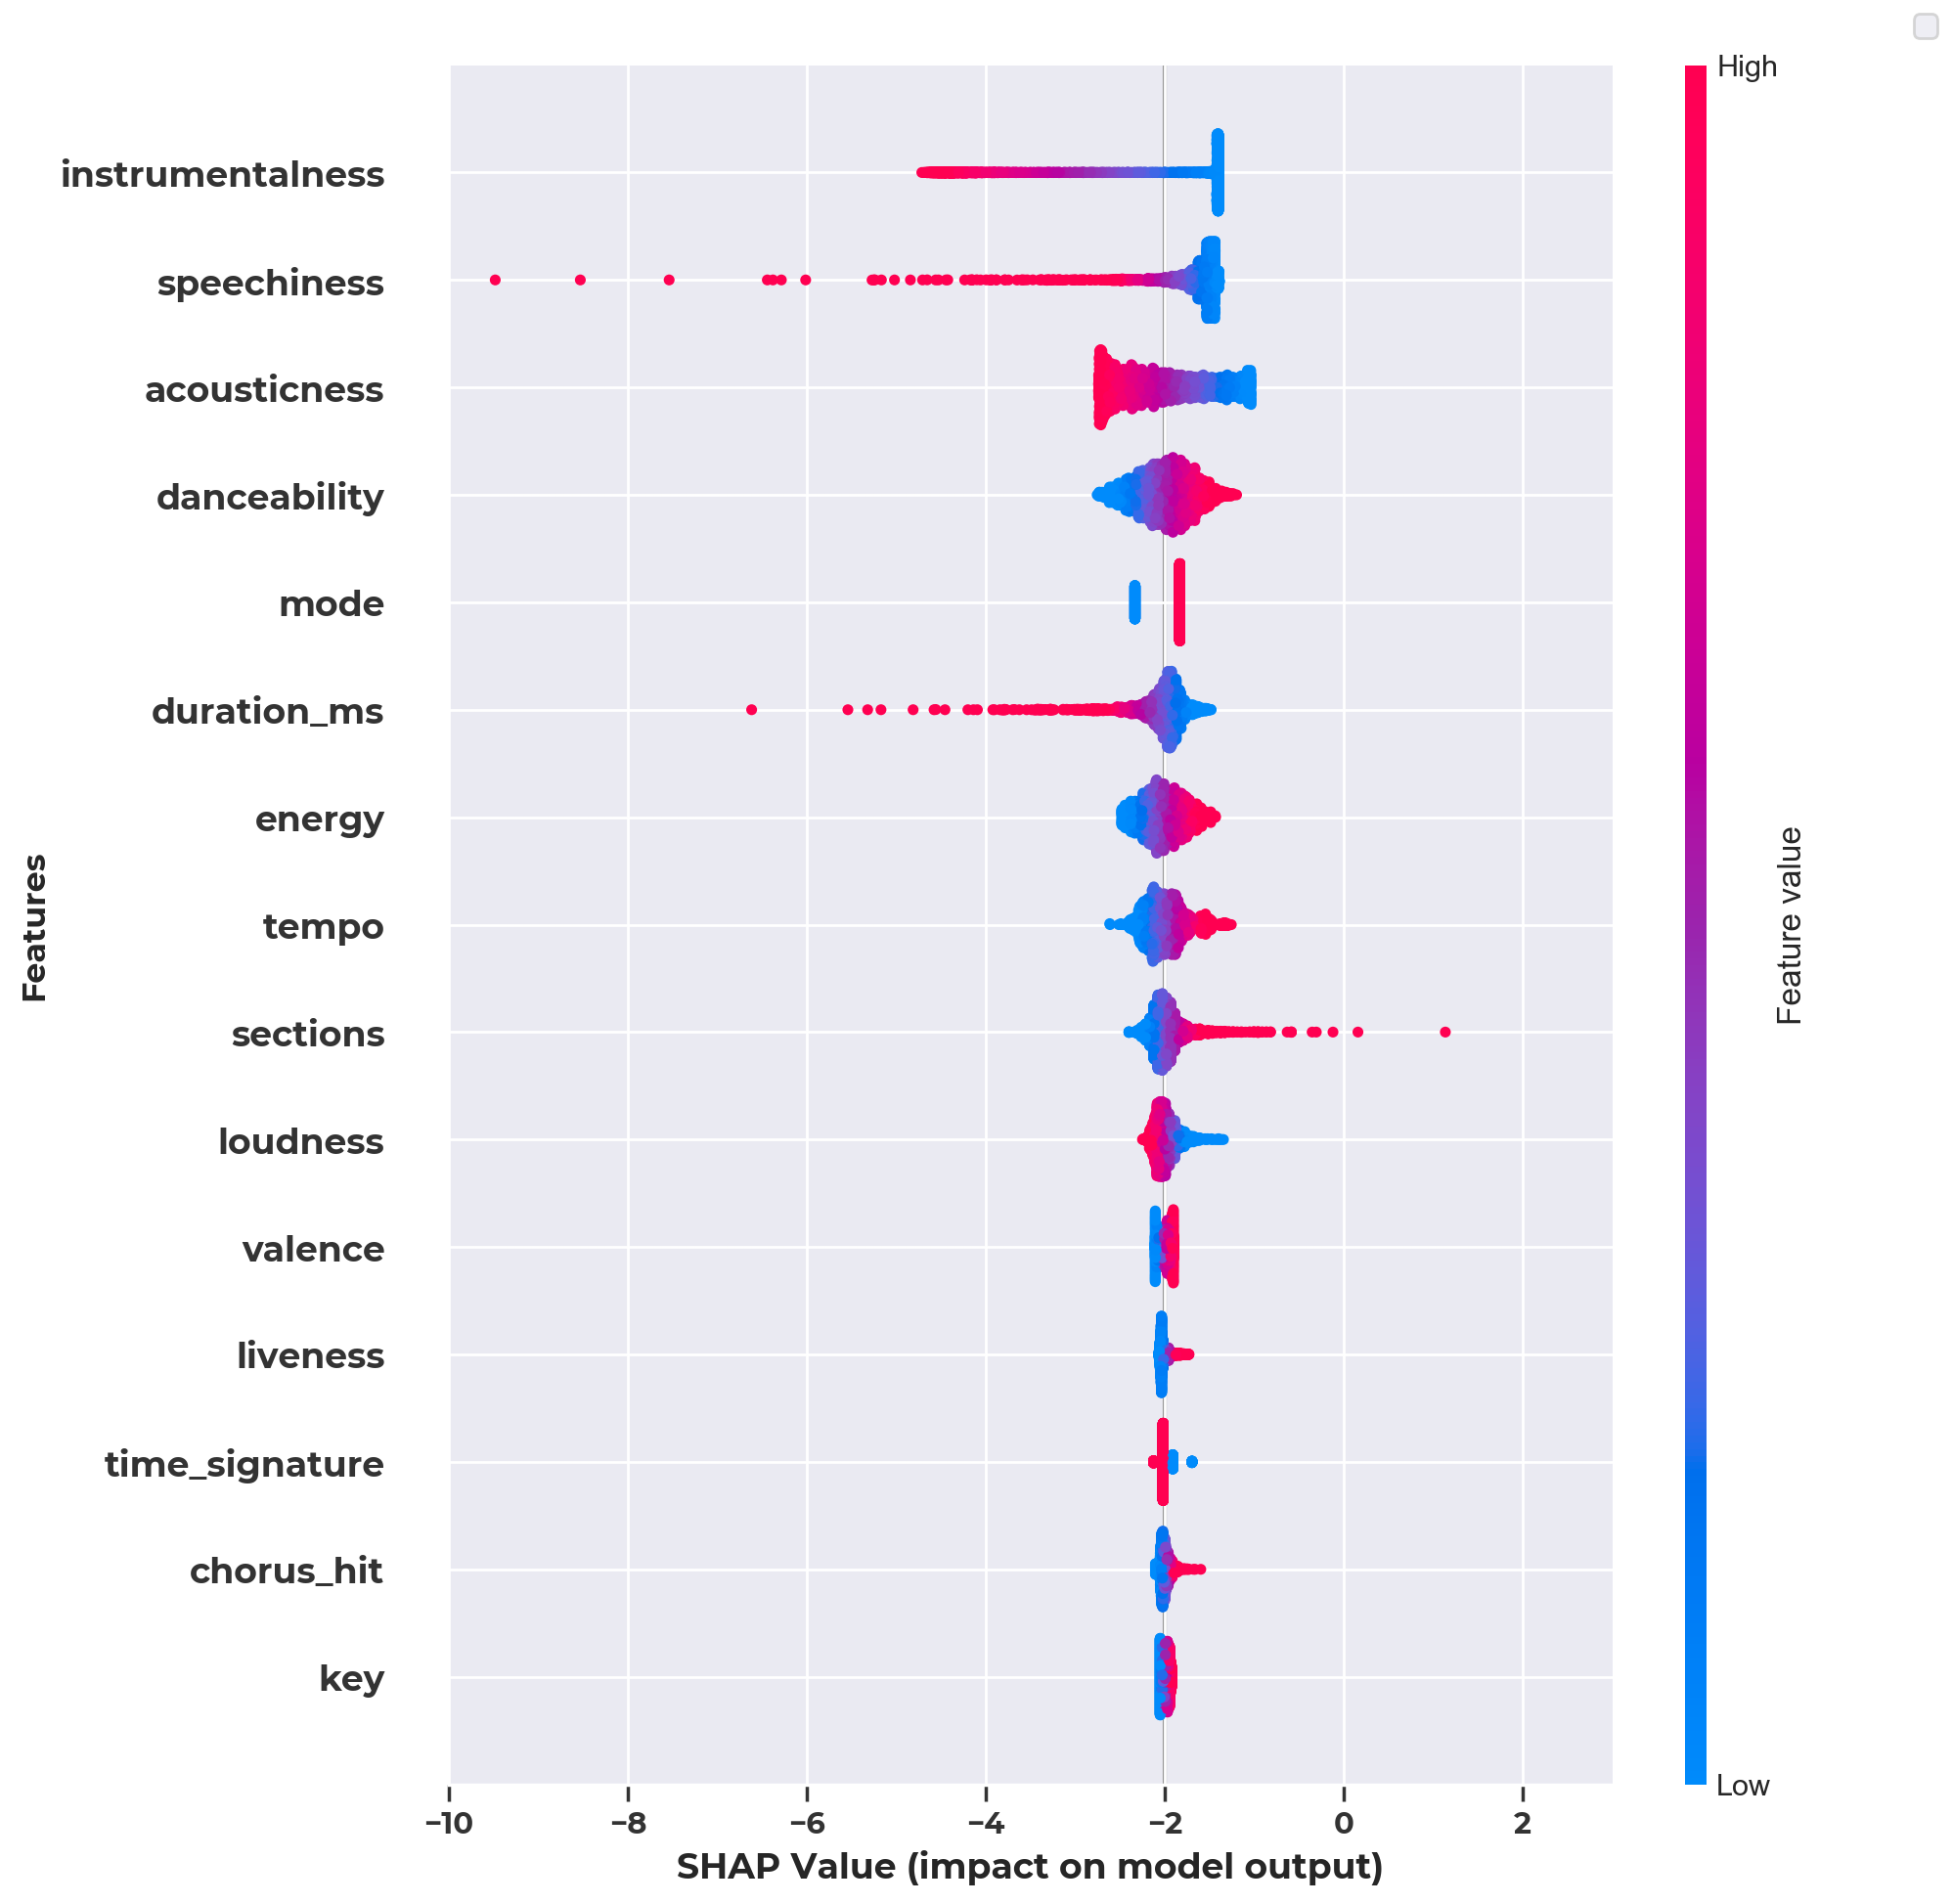 High
instrumentalness
speechiness
acousticness
danceability
mode
duration_ms
energy
tempo
sections
loudness
valence
liveness
time_signature
chorus_hit
key
Features
Feature value
Low
−10 −8 −6 −4 −2 0 2
SHAP Value (impact on model output)